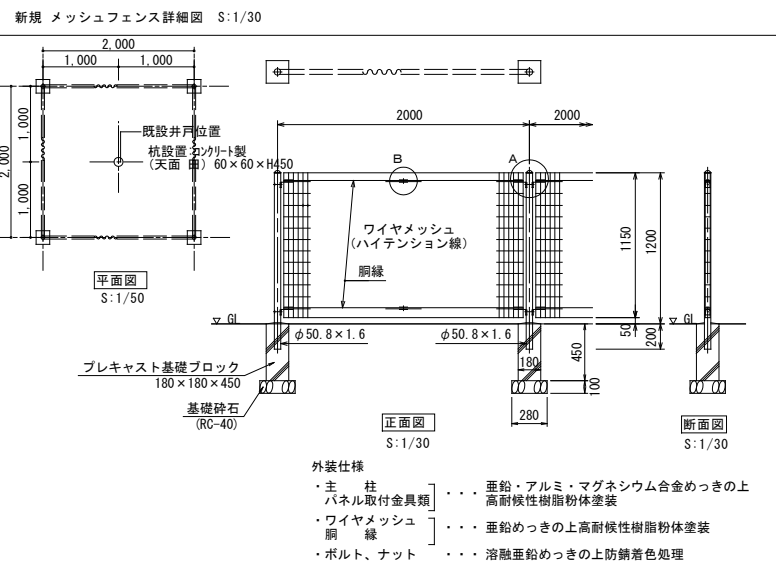 新規 メッシュフェンス詳細図 S:1/30
2,000
1,000 1,000
2,000
1,000
1,000
既設井戸位置
杭設置:コンクリート製
(天面 田) 60×60×H450
平面図
S:1/50
2000 2000
B A
ワイヤメッシュ
(ハイテンション線)
胴縁
1150
1200
50
200
GL
GL
φ50.8×1.6 φ50.8×1.6
180
450
100
280
プレキャスト基礎ブロック
180×180×450
基礎砕石
(RC-40)
正面図
S:1/30
断面図
S:1/30
外装仕様
・主 柱
パネル取付金具類 ・・・ 亜鉛・アルミ・マグネシウム合金めっきの上
高耐候性樹脂粉体塗装
・ワイヤメッシュ
胴 縁 ・・・ 亜鉛めっきの上高耐候性樹脂粉体塗装
・ボルト、ナット ・・・ 溶融亜鉛めっきの上防錆着色処理